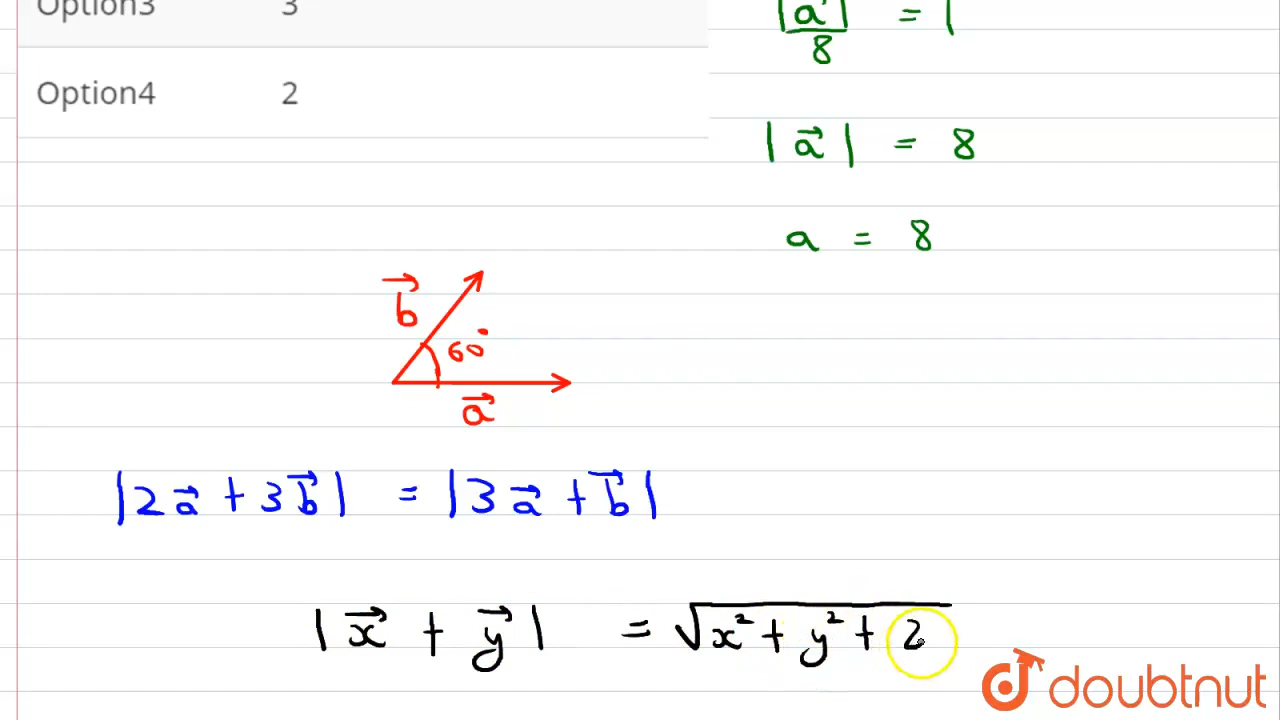 Option3 3
Option4 2
|a⃗|/8 = 1
|a⃗| = 8
a = 8
b⃗
60°
a⃗
|2a⃗ + 3b⃗| = |3a⃗ + b⃗|
|x⃗ + y⃗| = √x² + y² + 2
doubtnut